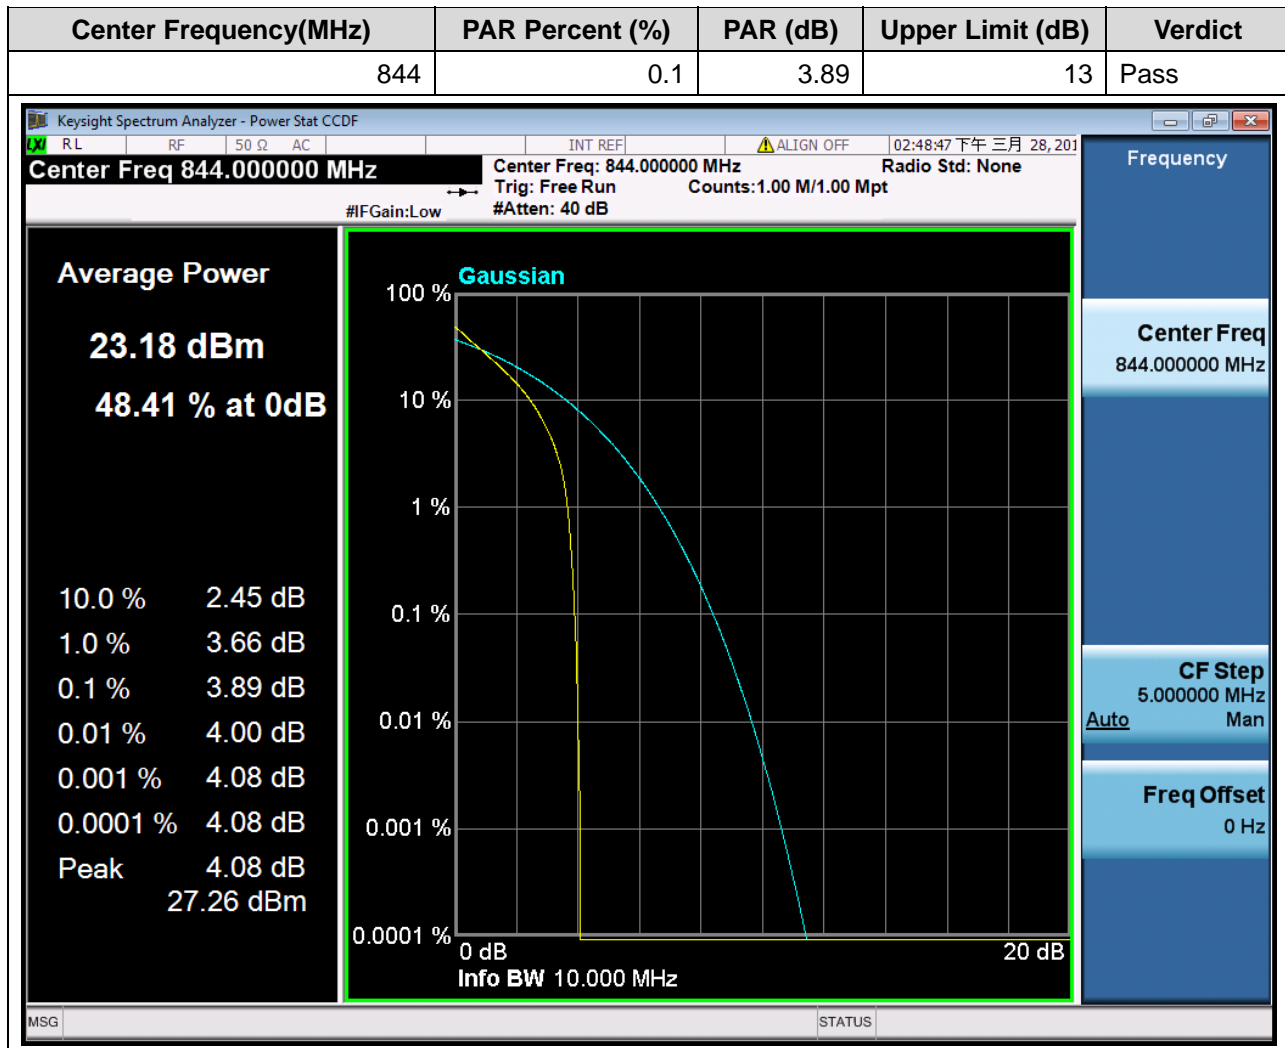 Center Frequency(MHz) PAR Percent (%) PAR (dB) Upper Limit (dB) Verdict
844 0.1 3.89 13 Pass
Keysight Spectrum Analyzer - Power Stat CCDF
LXI RL RF 50 Ω AC INT REF ALIGN OFF 02:48:47 下午 三月 28, 201
Center Freq 844.000000 MHz
Center Freq: 844.000000 MHz Radio Std: None
Trig: Free Run Counts:1.00 M/1.00 Mpt
#IFGain:Low #Atten: 40 dB
Average Power
23.18 dBm
48.41 % at 0dB
10.0 % 2.45 dB
1.0 % 3.66 dB
0.1 % 3.89 dB
0.01 % 4.00 dB
0.001 % 4.08 dB
0.0001 % 4.08 dB
Peak 4.08 dB
27.26 dBm
Gaussian
100 %
10 %
1 %
0.1 %
0.01 %
0.001 %
0.0001 %
0 dB 20 dB
Info BW 10.000 MHz
Frequency
Center Freq
844.000000 MHz
CF Step
5.000000 MHz
Auto Man
Freq Offset
0 Hz
MSG STATUS